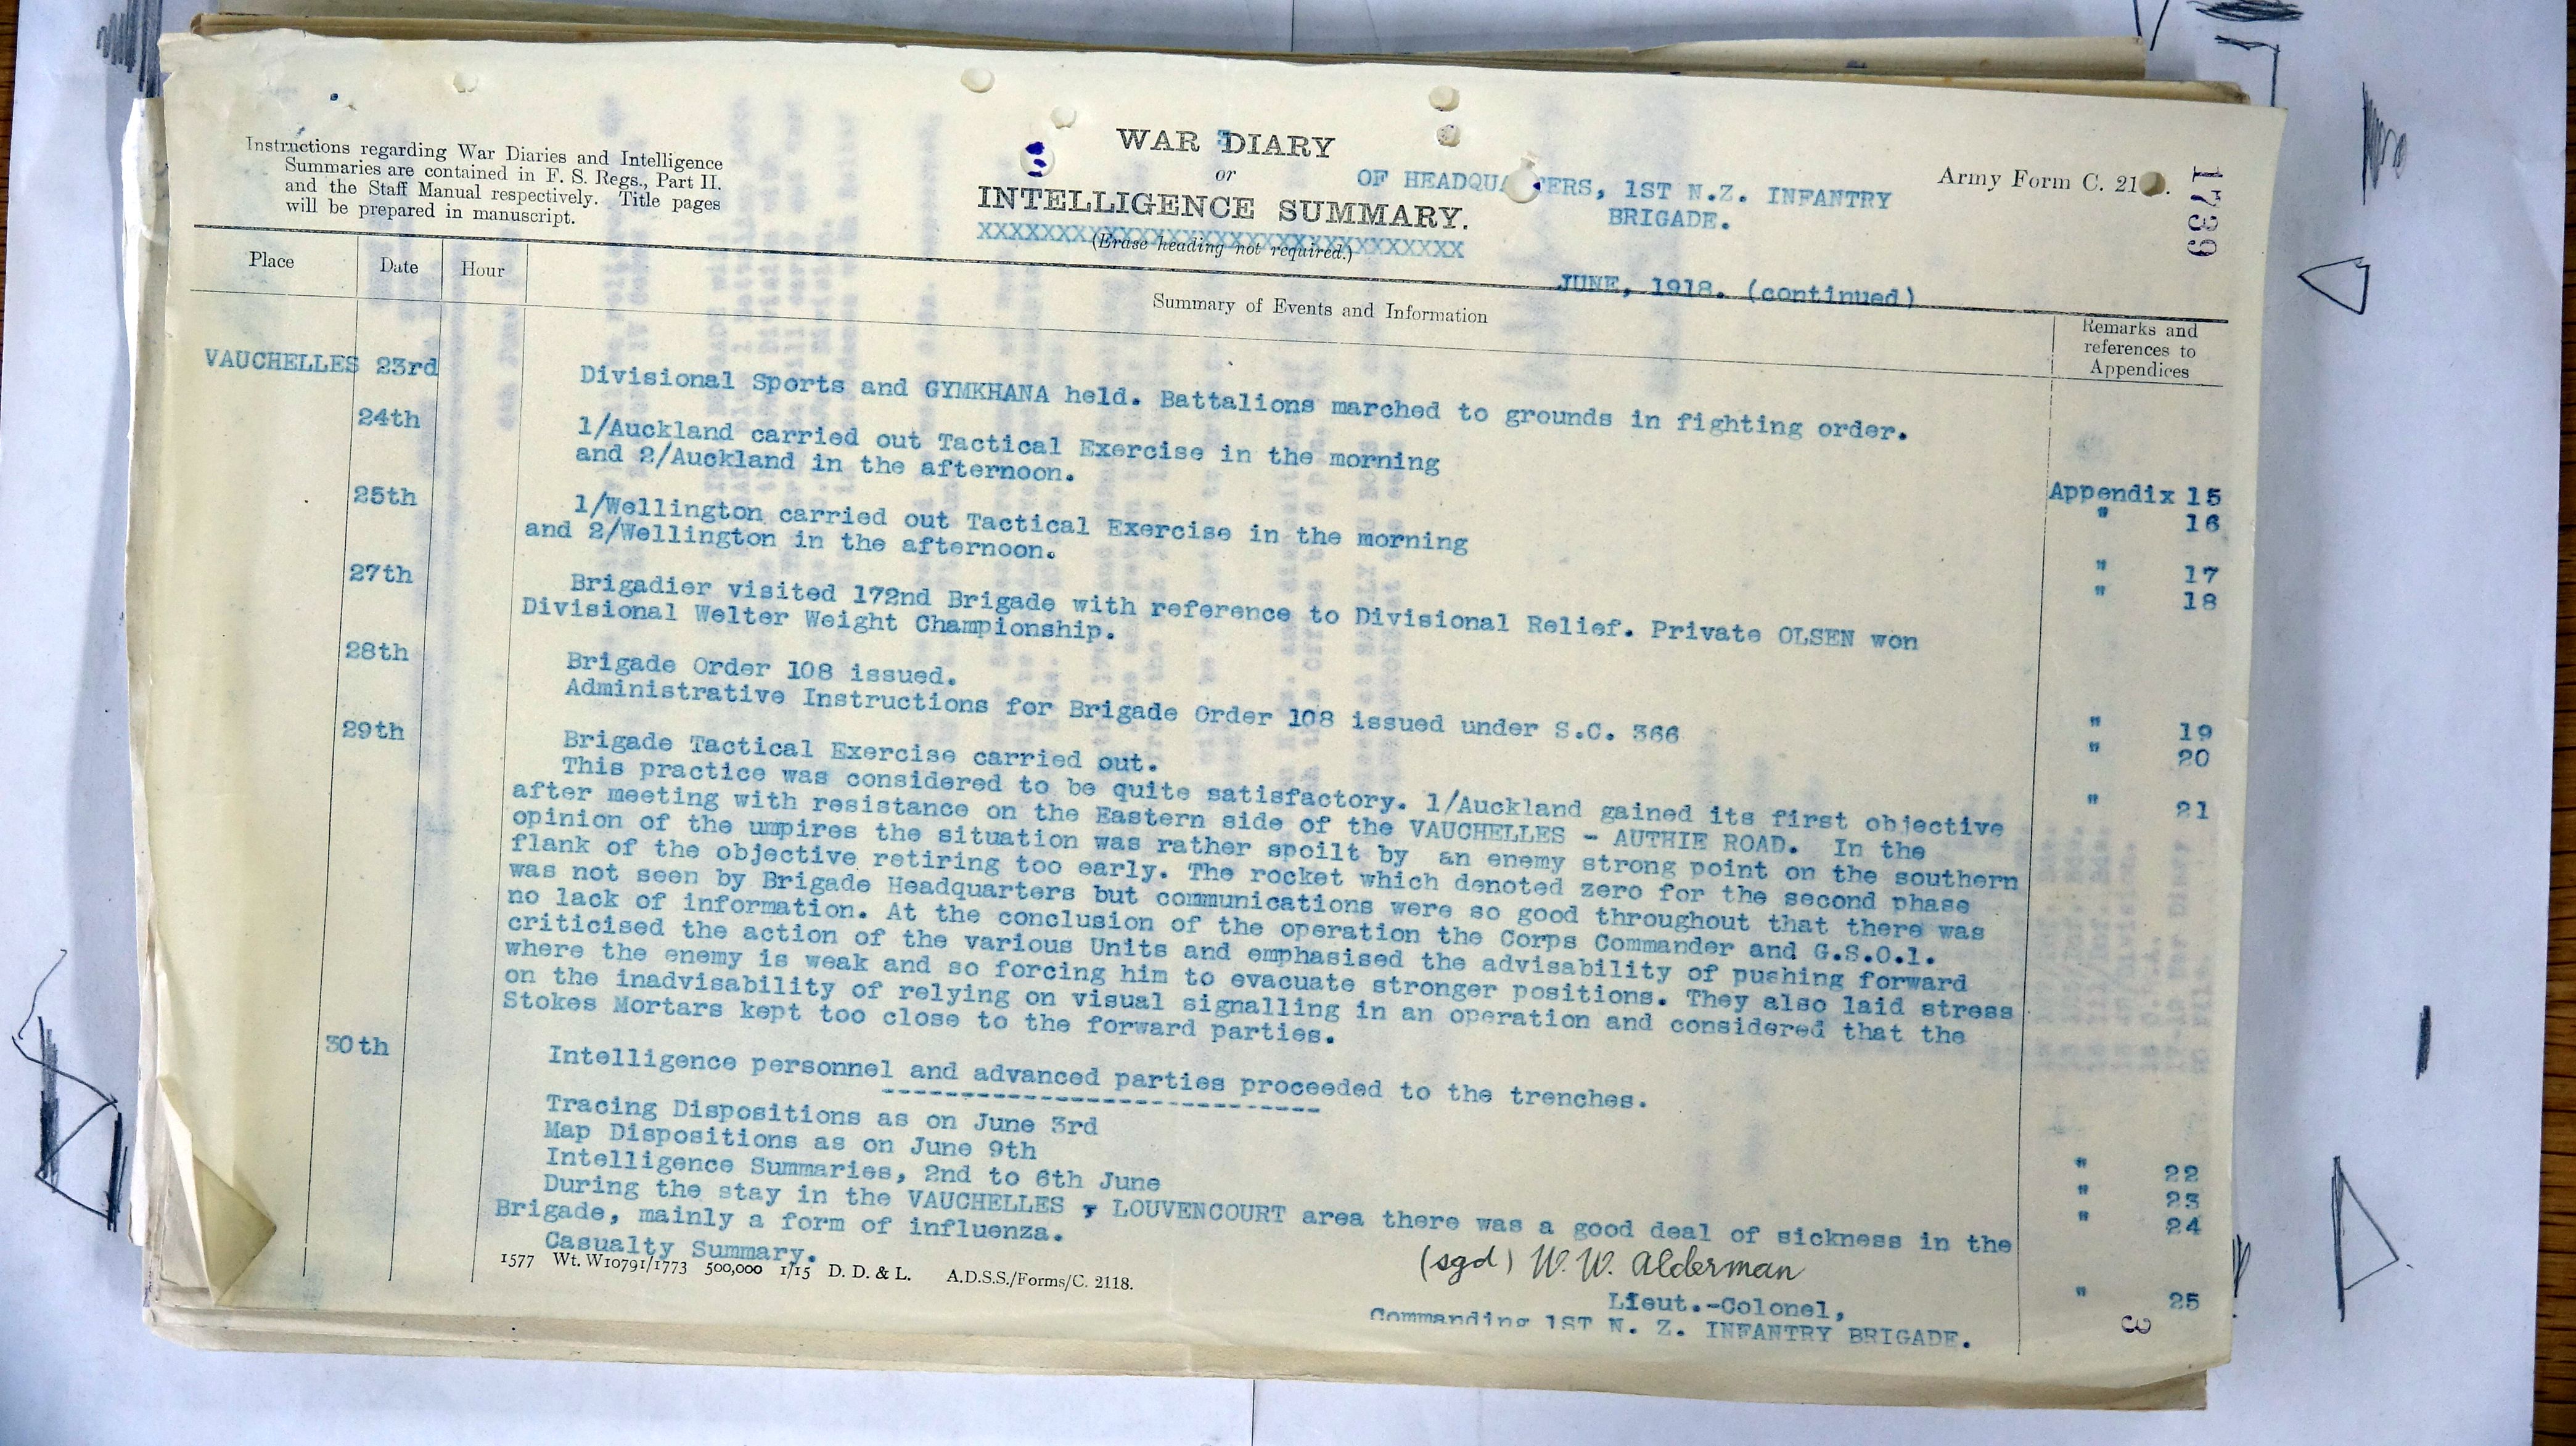 Instructions regarding War Diaries and Intelligence
Summaries are contained in F. S. Regs., Part II.
and the Staff Manual respectively. Title pages
will be prepared in manuscript.
WAR DIARY
or
INTELLIGENCE SUMMARY.
XXXXXXXXXXXXXXXXXXXXXXXXXXXXXXX
(Erase heading not required.)
OF HEADQUARTERS, 1ST N.Z. INFANTRY
BRIGADE.
JUNE, 1918. (continued)
Army Form C. 21
1739
Place Date Hour Summary of Events and Information Remarks and
references to
Appendices
VAUCHELLES 23rd Divisional Sports and GYMKHANA held. Battalions marched to grounds in fighting order.
24th 1/Auckland carried out Tactical Exercise in the morning Appendix 15
and 2/Auckland in the afternoon. " 16
25th 1/Wellington carried out Tactical Exercise in the morning " 17
and 2/Wellington in the afternoon. " 18
27th Brigadier visited 172nd Brigade with reference to Divisional Relief. Private OLSEN won
Divisional Welter Weight Championship.
28th Brigade Order 108 issued. " 19
Administrative Instructions for Brigade Order 108 issued under S.C. 366 " 20
29th Brigade Tactical Exercise carried out. " 21
This practice was considered to be quite satisfactory. 1/Auckland gained its first objective
after meeting with resistance on the Eastern side of the VAUCHELLES - AUTHIE ROAD. In the
opinion of the umpires the situation was rather spoilt by an enemy strong point on the southern
flank of the objective retiring too early. The rocket which denoted zero for the second phase
was not seen by Brigade Headquarters but communications were so good throughout that there was
no lack of information. At the conclusion of the operation the Corps Commander and G.S.O.1.
criticised the action of the various Units and emphasised the advisability of pushing forward
where the enemy is weak and so forcing him to evacuate stronger positions. They also laid stress
on the inadvisability of relying on visual signalling in an operation and considered that the
Stokes Mortars kept too close to the forward parties.
30th Intelligence personnel and advanced parties proceeded to the trenches.
---------------------------
Tracing Dispositions as on June 3rd " 22
Map Dispositions as on June 9th " 23
Intelligence Summaries, 2nd to 6th June " 24
During the stay in the VAUCHELLES , LOUVENCOURT area there was a good deal of sickness in the
Brigade, mainly a form of influenza.
Casualty Summary. " 25
(sgd) W. W. Alderman
Lieut.-Colonel,
Commanding 1ST N. Z. INFANTRY BRIGADE.
1577 Wt. W10791/1773 500,000 1/15 D. D. & L. A.D.S.S./Forms/C. 2118.
3